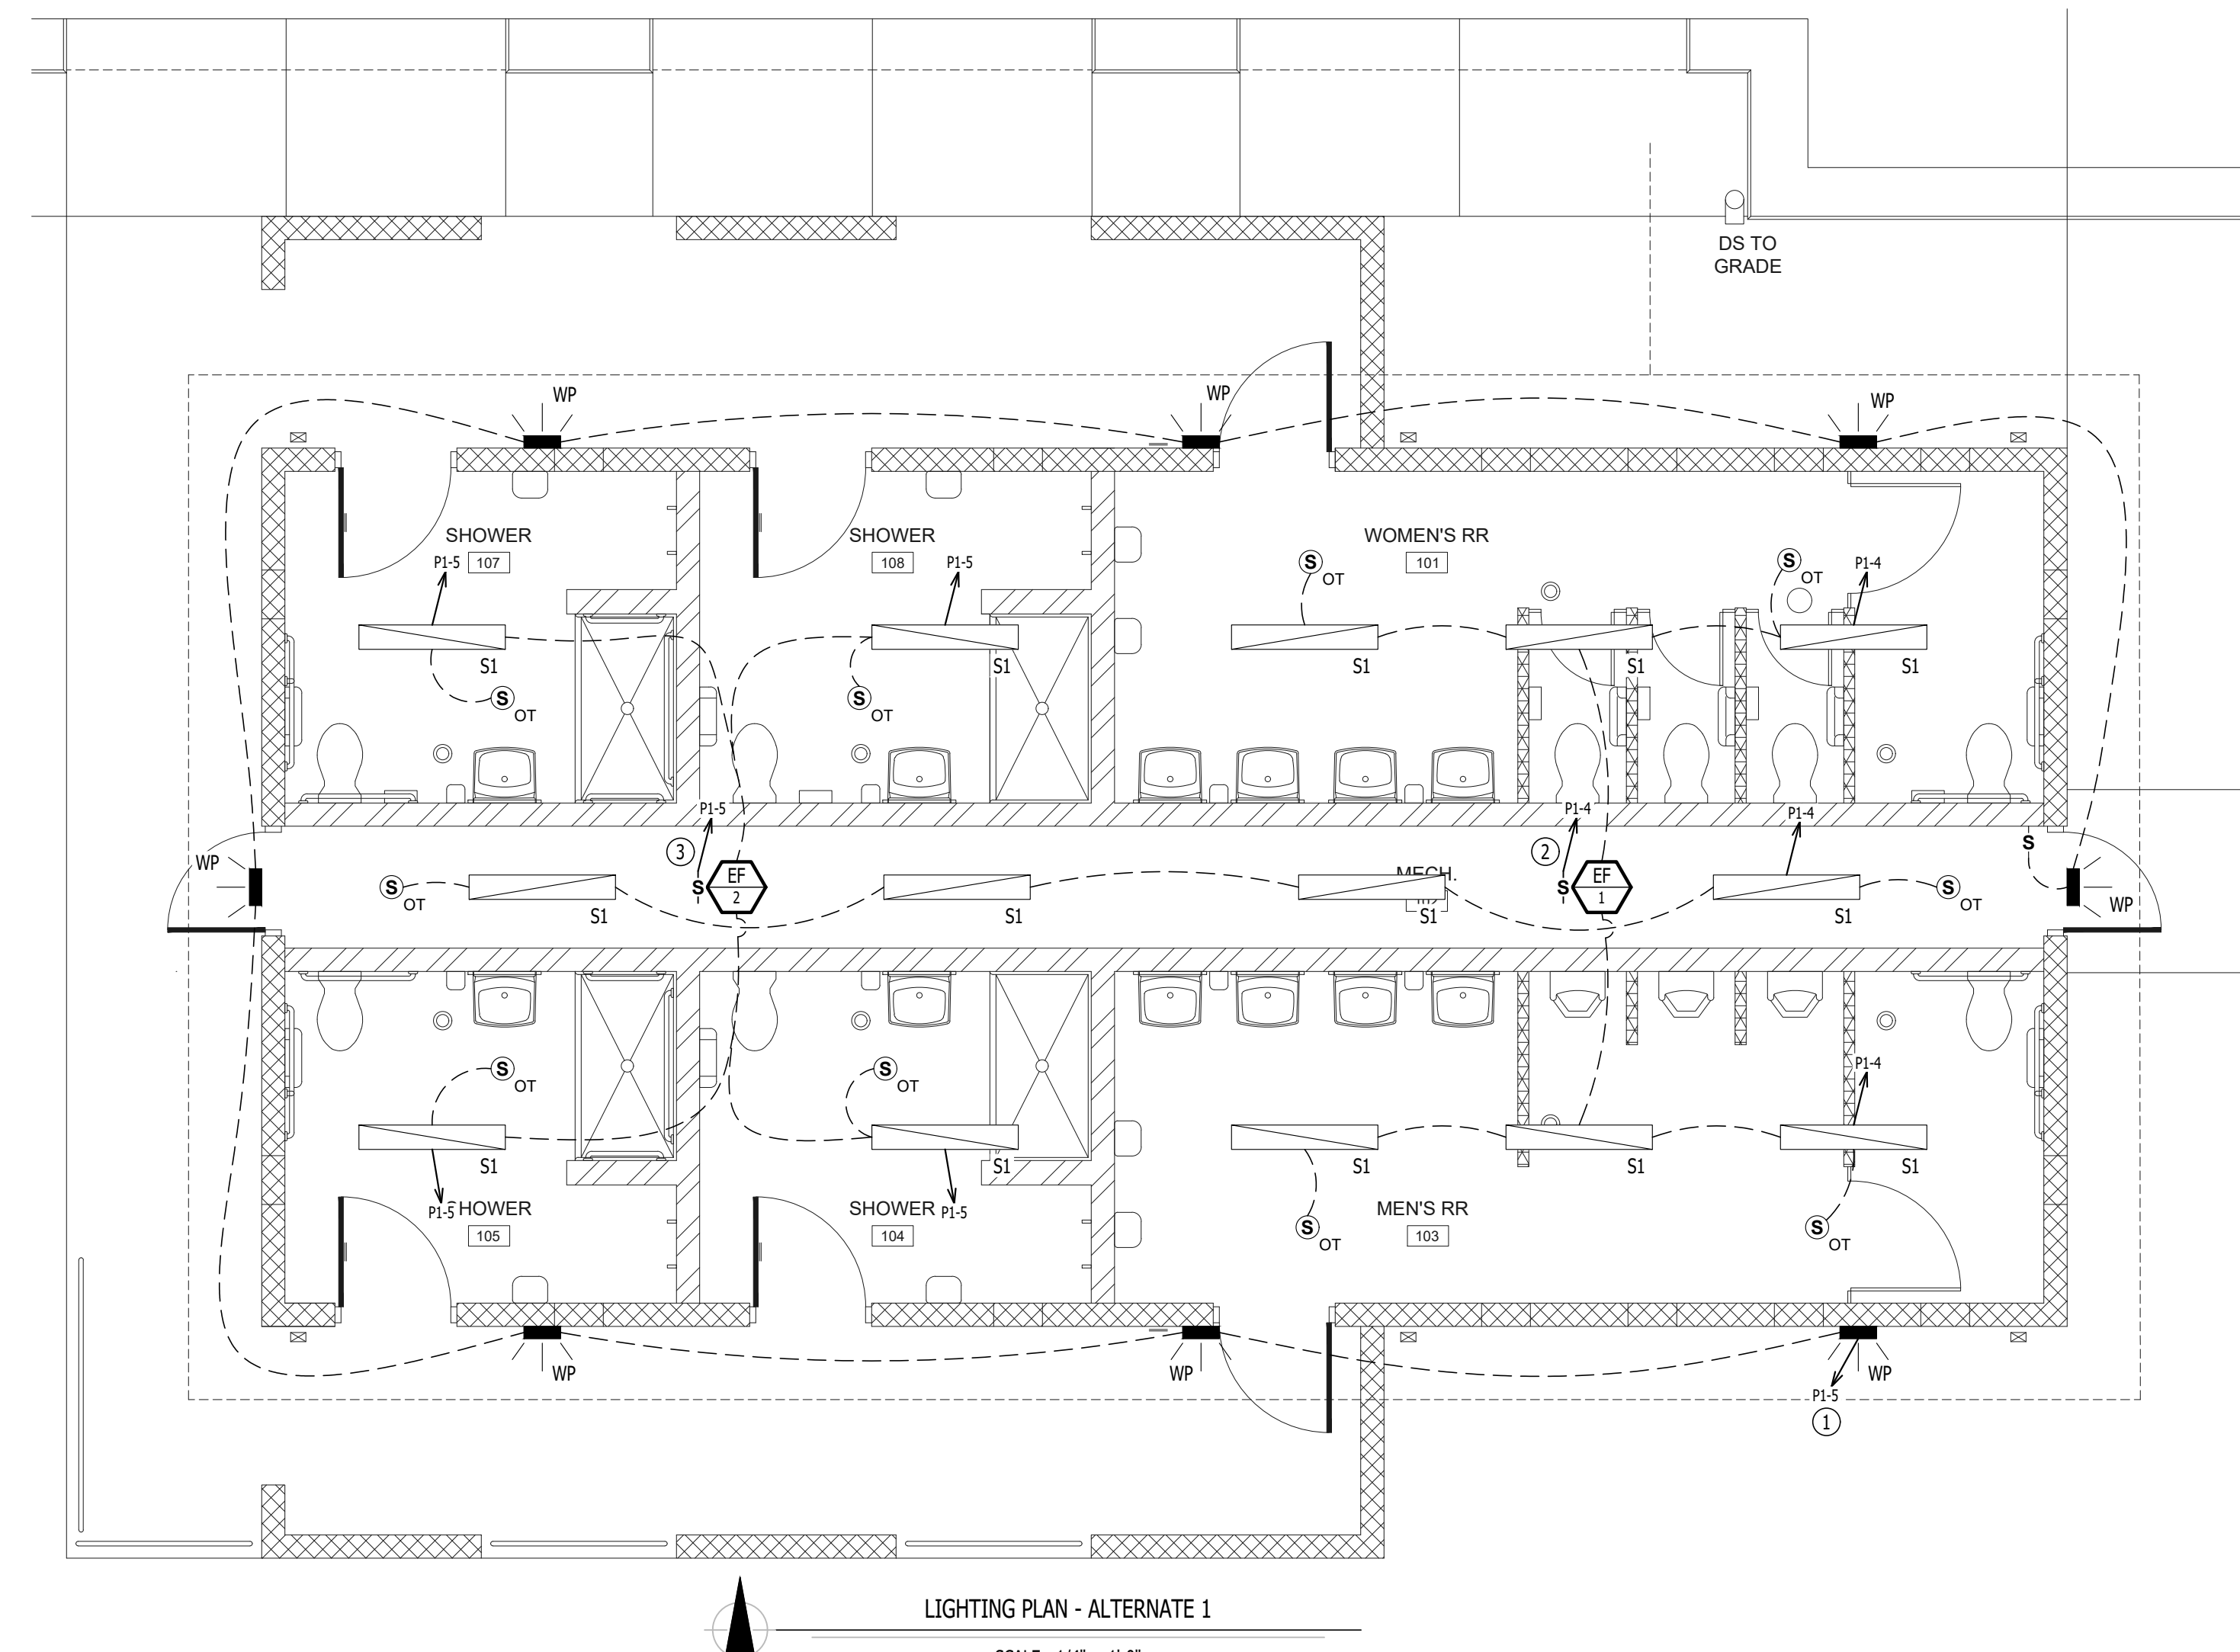 DS TO
GRADE
WP
WP
WP
SHOWER
107
P1-5
SHOWER
108
P1-5
WOMEN'S RR
101
S
OT
S
OT
P1-4
S1
S1
S1
S1
S1
S
OT
S
OT
P1-5
3
P1-4
2
P1-4
S
WP
S
OT
S1
S
EF
2
S1
MECH.
S1
S
EF
1
S1
S
OT
WP
S
OT
S
OT
P1-4
S1
S1
S1
S1
S1
P1-5
HOWER
105
SHOWER
104
P1-5
MEN'S RR
103
S
OT
S
OT
WP
WP
WP
P1-5
1
LIGHTING PLAN - ALTERNATE 1